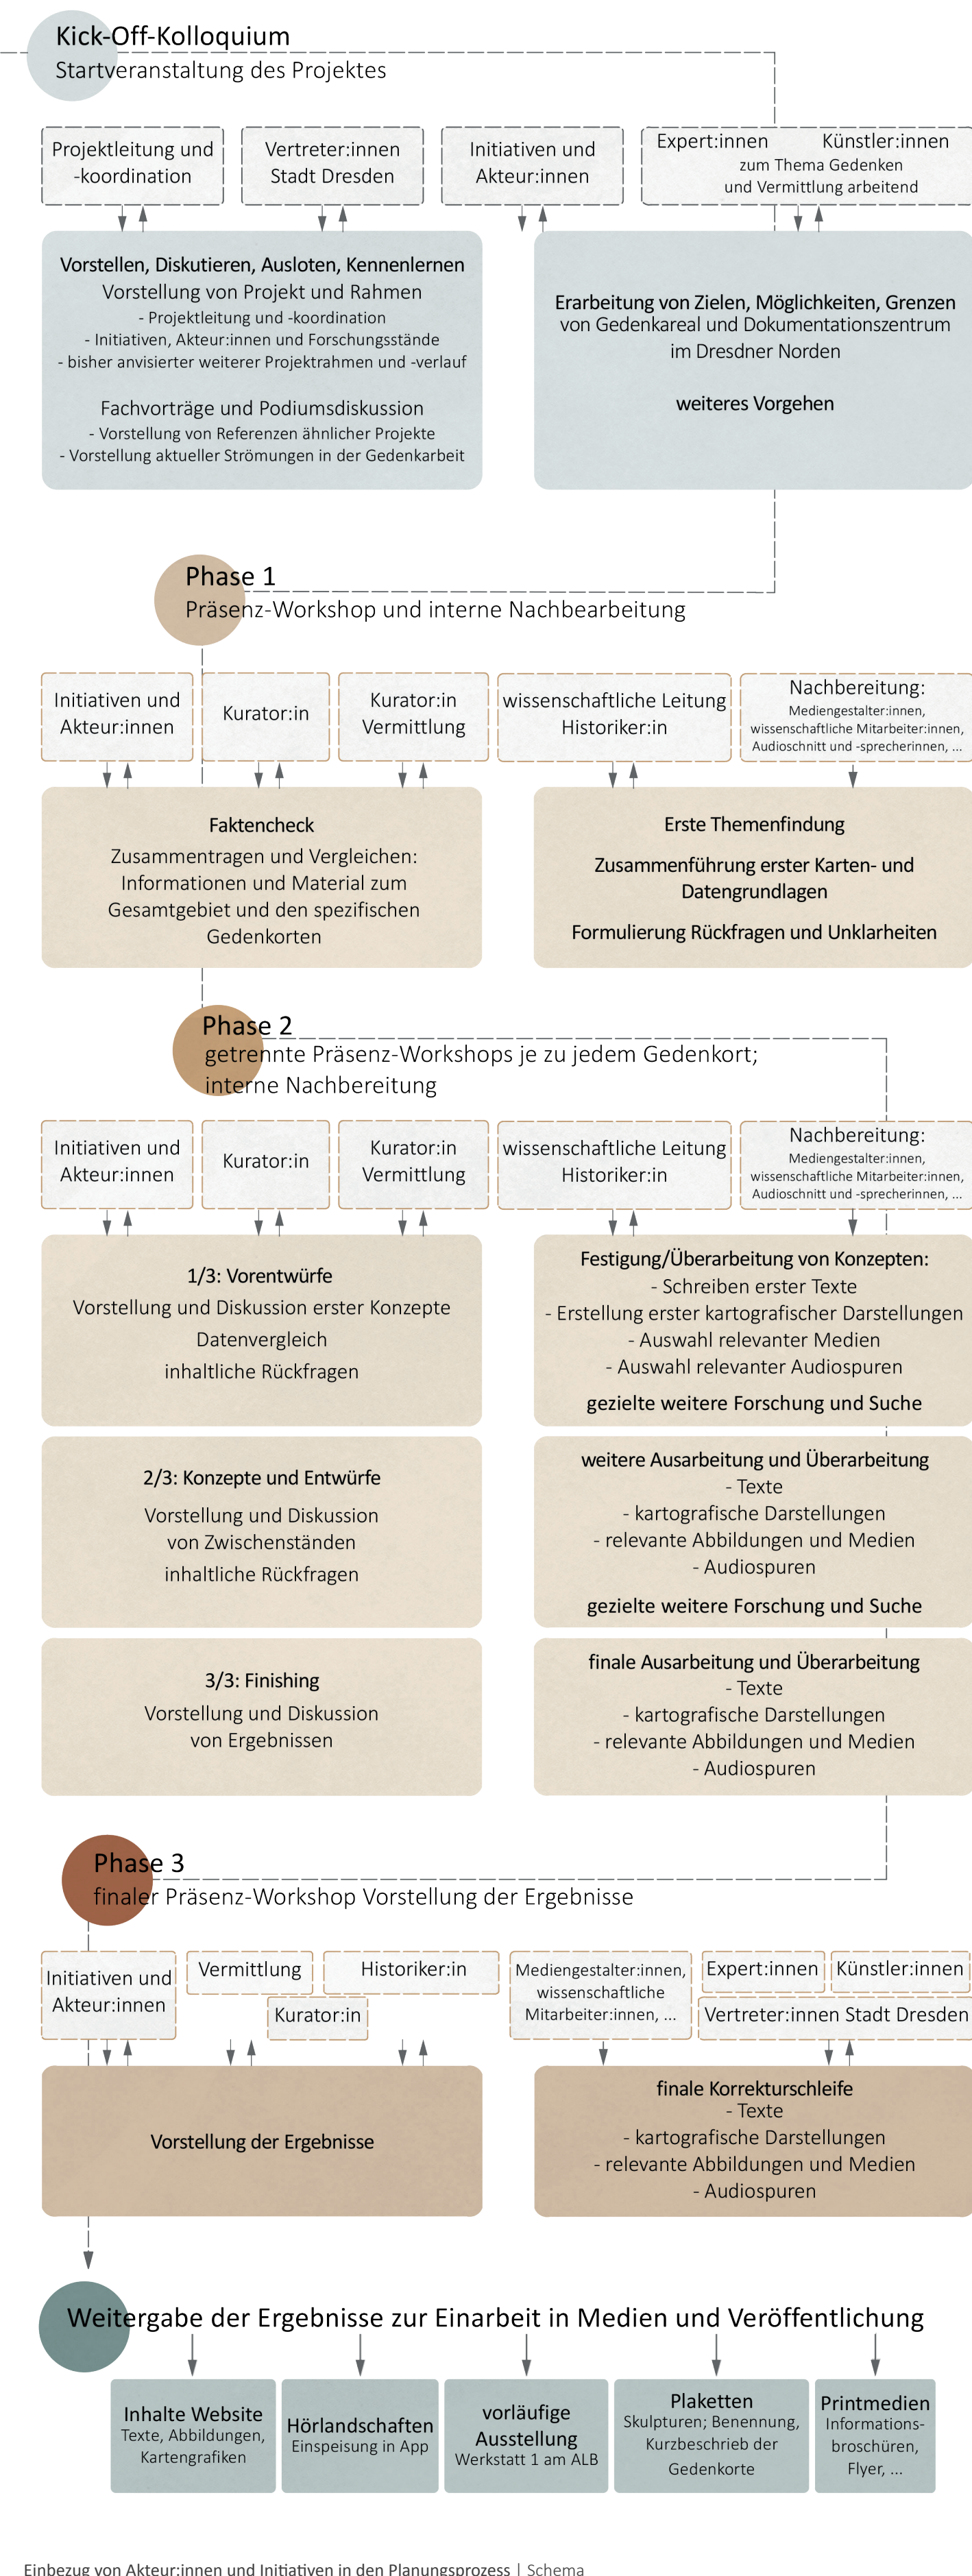 Kick-Off-Kolloquium
Startveranstaltung des Projektes
Projektleitung und
-koordination
Vertreter:innen
Stadt Dresden
Initiativen und
Akteur:innen
Expert:innen Künstler:innen
zum Thema Gedenken
und Vermittlung arbeitend
Vorstellen, Diskutieren, Ausloten, Kennenlernen
Vorstellung von Projekt und Rahmen
- Projektleitung und -koordination
- Initiativen, Akteur:innen und Forschungsstände
- bisher anvisierter weiterer Projektrahmen und -verlauf
Fachvorträge und Podiumsdiskussion
- Vorstellung von Referenzen ähnlicher Projekte
- Vorstellung aktueller Strömungen in der Gedenkarbeit
Erarbeitung von Zielen, Möglichkeiten, Grenzen
von Gedenkareal und Dokumentationszentrum
im Dresdner Norden
weiteres Vorgehen
Phase 1
Präsenz-Workshop und interne Nachbearbeitung
Initiativen und
Akteur:innen
Kurator:in
Kurator:in
Vermittlung
wissenschaftliche Leitung
Historiker:in
Nachbereitung:
Mediengestalter:innen,
wissenschaftliche Mitarbeiter:innen,
Audioschnitt und -sprecherinnen, ...
Faktencheck
Zusammentragen und Vergleichen:
Informationen und Material zum
Gesamtgebiet und den spezifischen
Gedenkorten
Erste Themenfindung
Zusammenführung erster Karten- und
Datengrundlagen
Formulierung Rückfragen und Unklarheiten
Phase 2
getrennte Präsenz-Workshops je zu jedem Gedenkort;
interne Nachbereitung
Initiativen und
Akteur:innen
Kurator:in
Kurator:in
Vermittlung
wissenschaftliche Leitung
Historiker:in
Nachbereitung:
Mediengestalter:innen,
wissenschaftliche Mitarbeiter:innen,
Audioschnitt und -sprecherinnen, ...
1/3: Vorentwürfe
Vorstellung und Diskussion erster Konzepte
Datenvergleich
inhaltliche Rückfragen
Festigung/Überarbeitung von Konzepten:
- Schreiben erster Texte
- Erstellung erster kartografischer Darstellungen
- Auswahl relevanter Medien
- Auswahl relevanter Audiospuren
gezielte weitere Forschung und Suche
2/3: Konzepte und Entwürfe
Vorstellung und Diskussion
von Zwischenständen
inhaltliche Rückfragen
weitere Ausarbeitung und Überarbeitung
- Texte
- kartografische Darstellungen
- relevante Abbildungen und Medien
- Audiospuren
gezielte weitere Forschung und Suche
3/3: Finishing
Vorstellung und Diskussion
von Ergebnissen
finale Ausarbeitung und Überarbeitung
- Texte
- kartografische Darstellungen
- relevante Abbildungen und Medien
- Audiospuren
Phase 3
finaler Präsenz-Workshop Vorstellung der Ergebnisse
Initiativen und
Akteur:innen
Vermittlung
Historiker:in
Kurator:in
Mediengestalter:innen,
wissenschaftliche
Mitarbeiter:innen, ...
Expert:innen
Künstler:innen
Vertreter:innen Stadt Dresden
Vorstellung der Ergebnisse
finale Korrekturschleife
- Texte
- kartografische Darstellungen
- relevante Abbildungen und Medien
- Audiospuren
Weitergabe der Ergebnisse zur Einarbeit in Medien und Veröffentlichung
Inhalte Website
Texte, Abbildungen,
Kartengrafiken
Hörlandschaften
Einspeisung in App
vorläufige
Ausstellung
Werkstatt 1 am ALB
Plaketten
Skulpturen; Benennung,
Kurzbeschrieb der
Gedenkorte
Printmedien
Informations-
broschüren,
Flyer, ...
Einbezug von Akteur:innen und Initiativen in den Planungsprozess | Schema